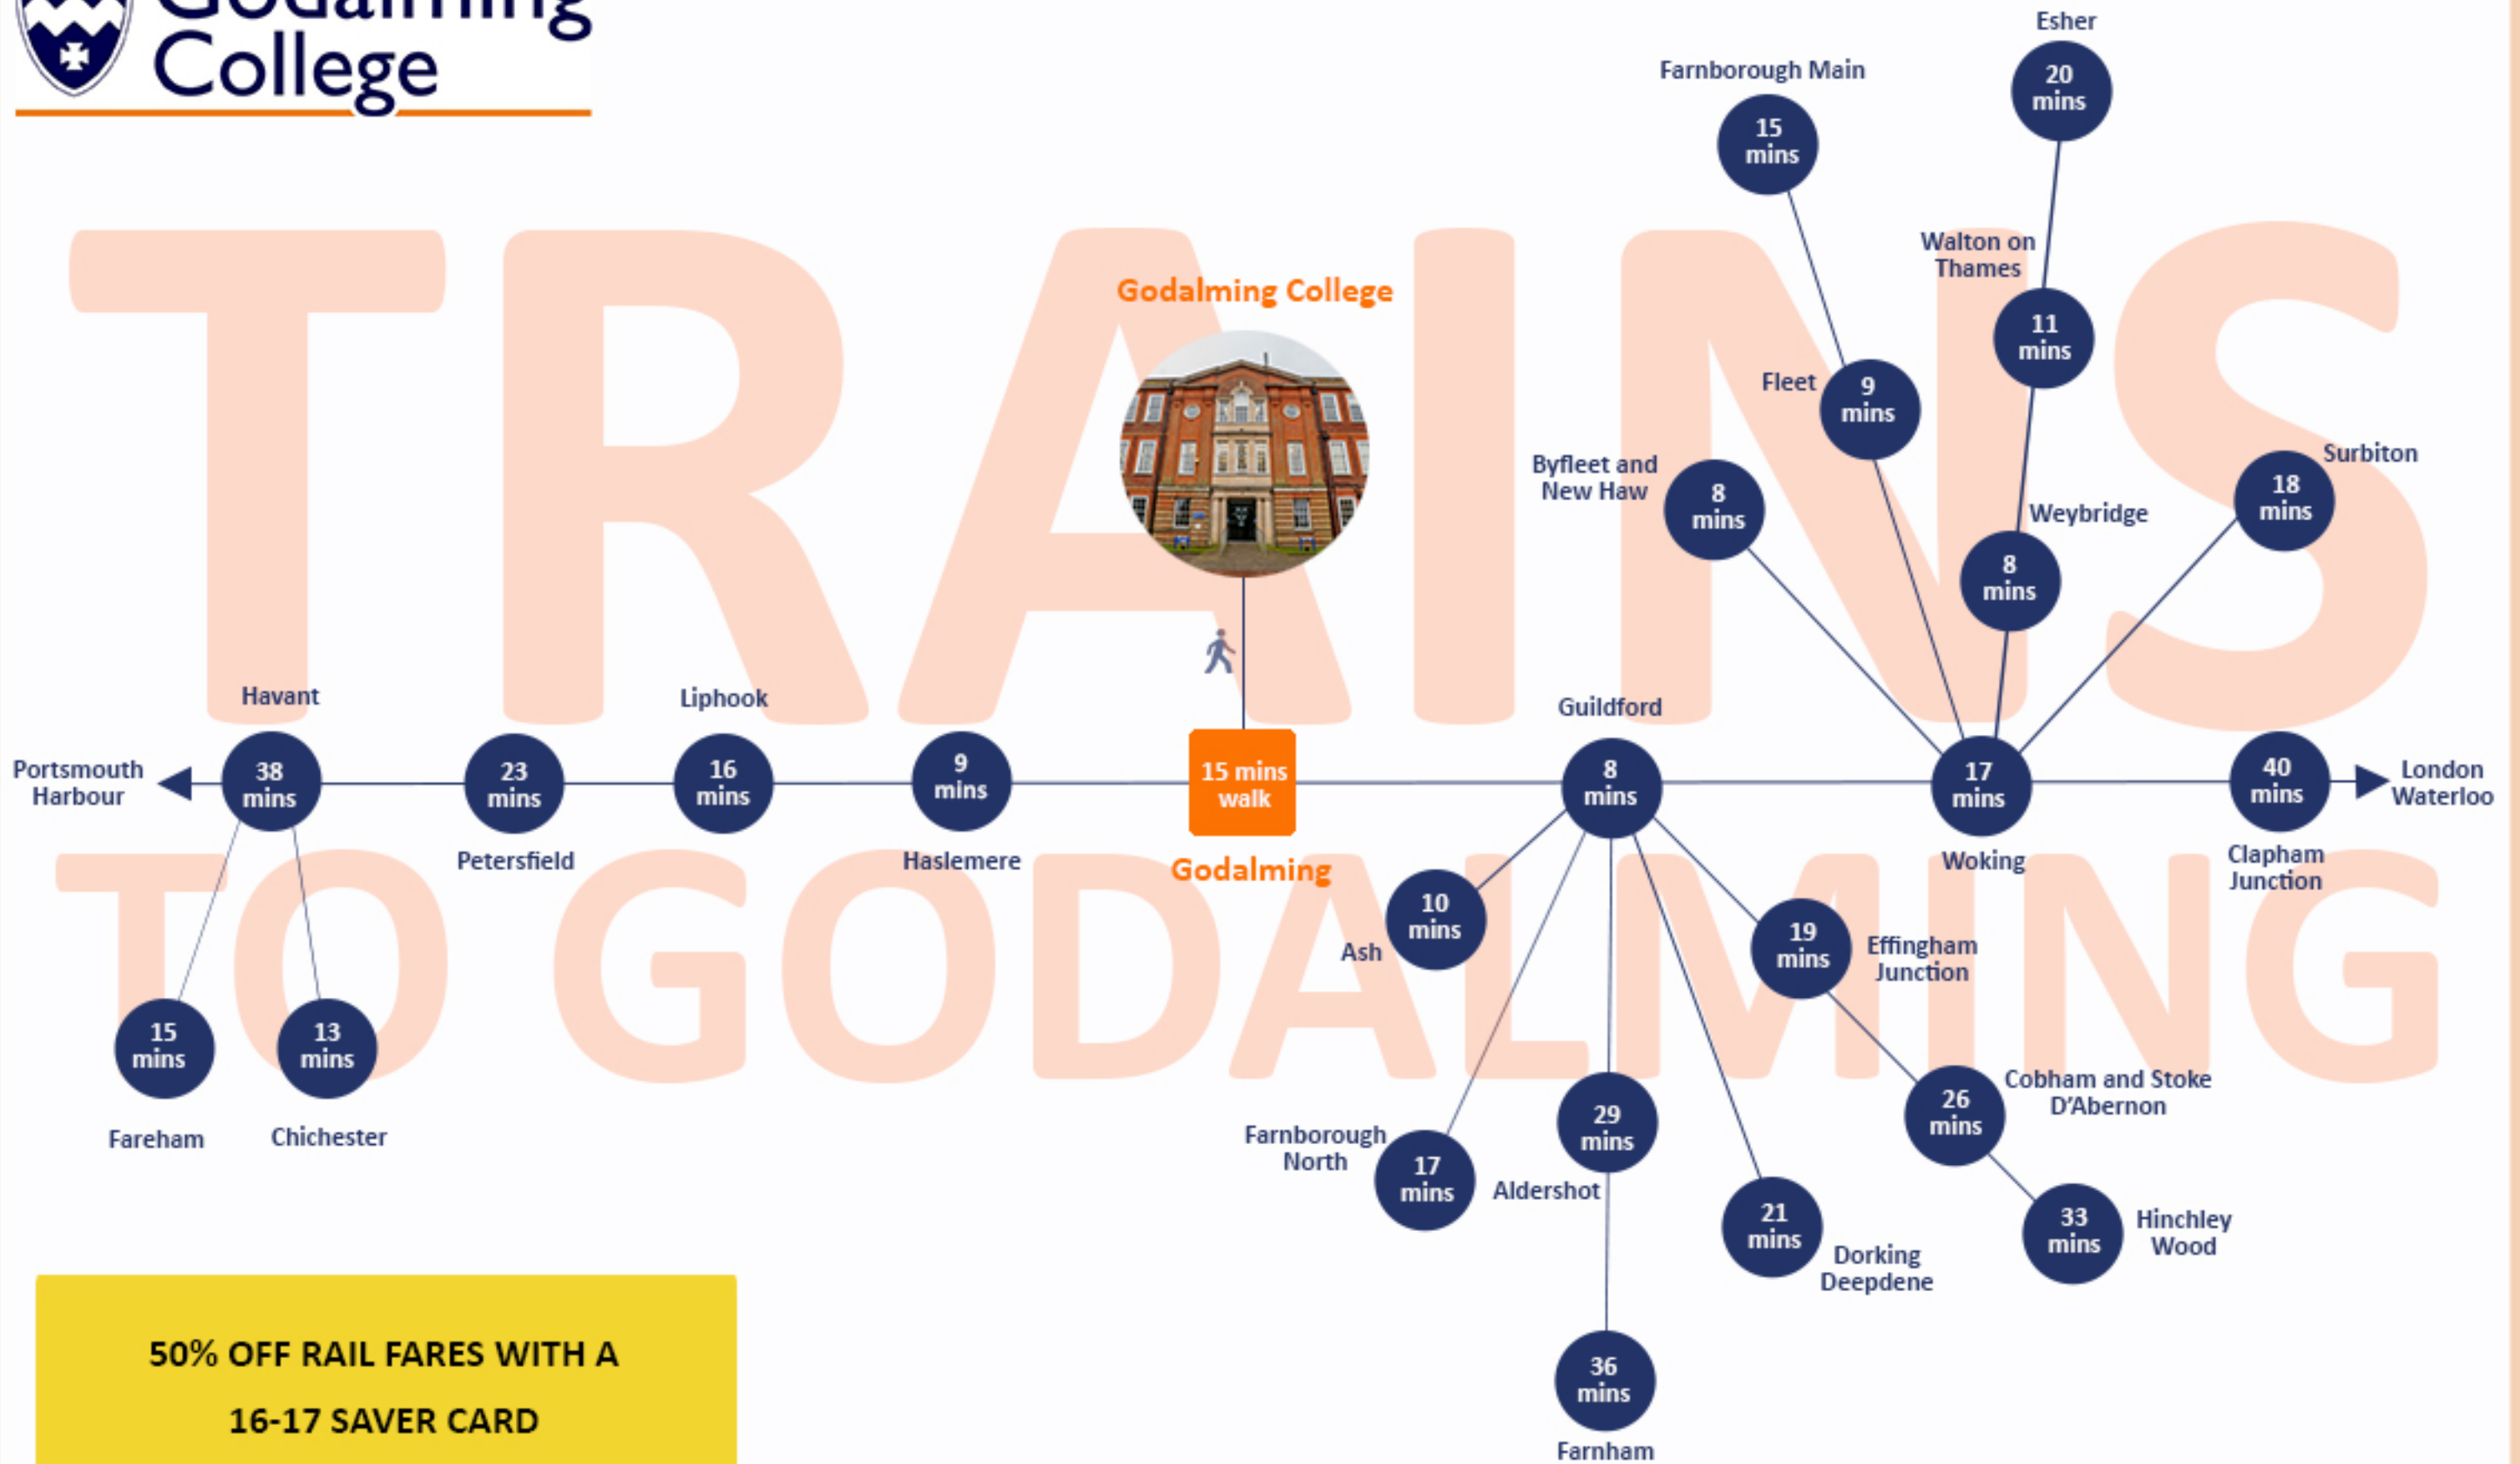 Godalming
College
Esher
20
mins
Farnborough Main
15
mins
Walton on
Thames
11
mins
Godalming College
Fleet
9
mins
Byfleet and
New Haw
8
mins
Surbiton
18
mins
Weybridge
8
mins
TRAINS
Havant
38
mins
Portsmouth
Harbour
23
mins
Petersfield
Liphook
16
mins
9
mins
Haslemere
15 mins
walk
Godalming
Guildford
8
mins
17
mins
Woking
40
mins
Clapham
Junction
London
Waterloo
TO GODALMING
10
mins
Ash
19
mins
Effingham
Junction
15
mins
Fareham
13
mins
Chichester
Farnborough
North
17
mins
29
mins
Aldershot
21
mins
Dorking
Deepdene
26
mins
Cobham and Stoke
D'Abernon
33
mins
Hinchley
Wood
36
mins
Farnham
50% OFF RAIL FARES WITH A
16-17 SAVER CARD